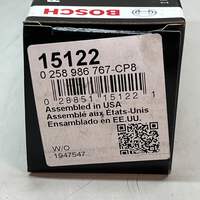 BOSCH
15122
0 258 986 767-CP8
0 28851 15122 1
Assembled in USA
Assemblé aux États-Unis
Ensamblado en EE.UU.
W/O
1947547